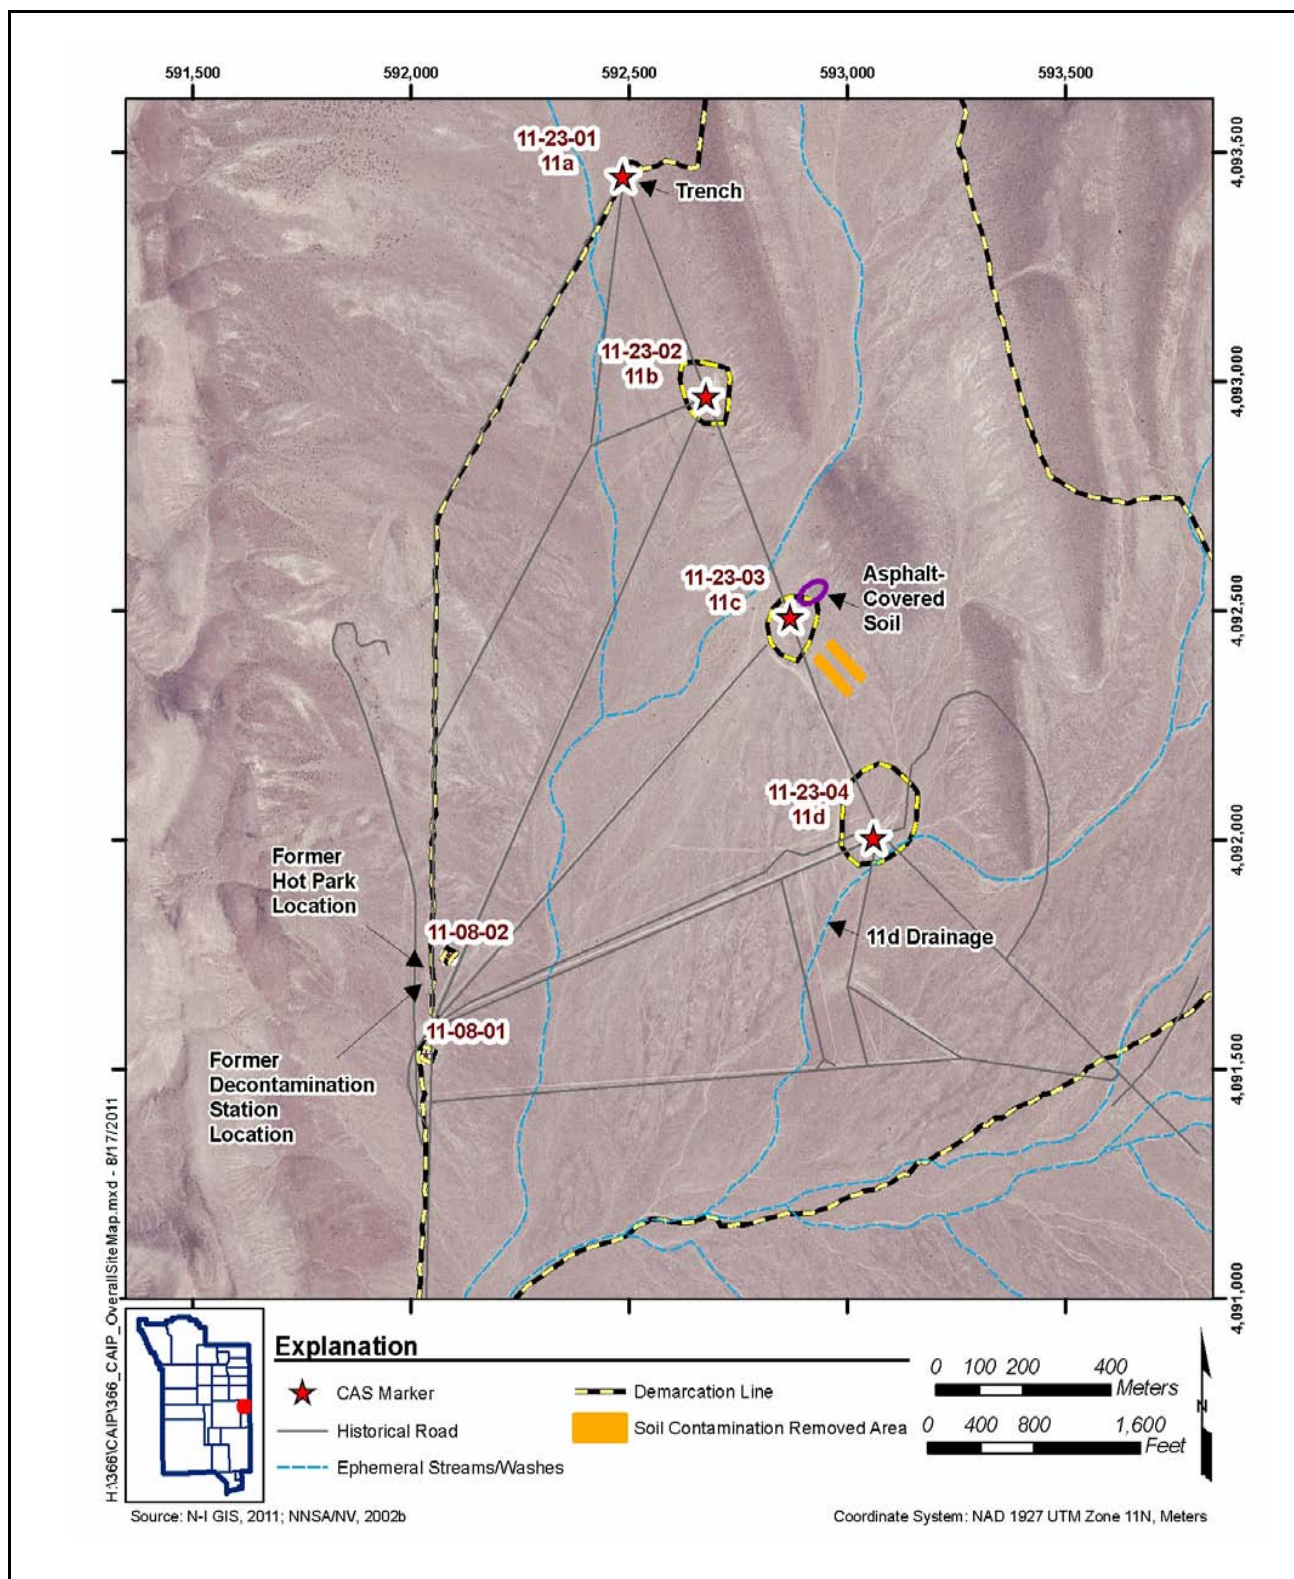 591,500
592,000
592,500
593,000
593,500
4,093,500
4,093,000
4,092,500
4,092,000
4,091,500
4,091,000
11-23-01
11a
Trench
11-23-02
11b
11-23-03
11c
Asphalt-
Covered
Soil
11-23-04
11d
Former
Hot Park
Location
11-08-02
11d Drainage
11-08-01
Former
Decontamination
Station
Location
H:\366\CAIP\366_CAIP_OverallSiteMap.mxd - 8/17/2011
Explanation
CAS Marker
Historical Road
Ephemeral Streams/Washes
Demarcation Line
Soil Contamination Removed Area
0 100 200 400
Meters
0 400 800 1,600
Feet
N
Source: N-I GIS, 2011; NNSA/NV, 2002b
Coordinate System: NAD 1927 UTM Zone 11N, Meters